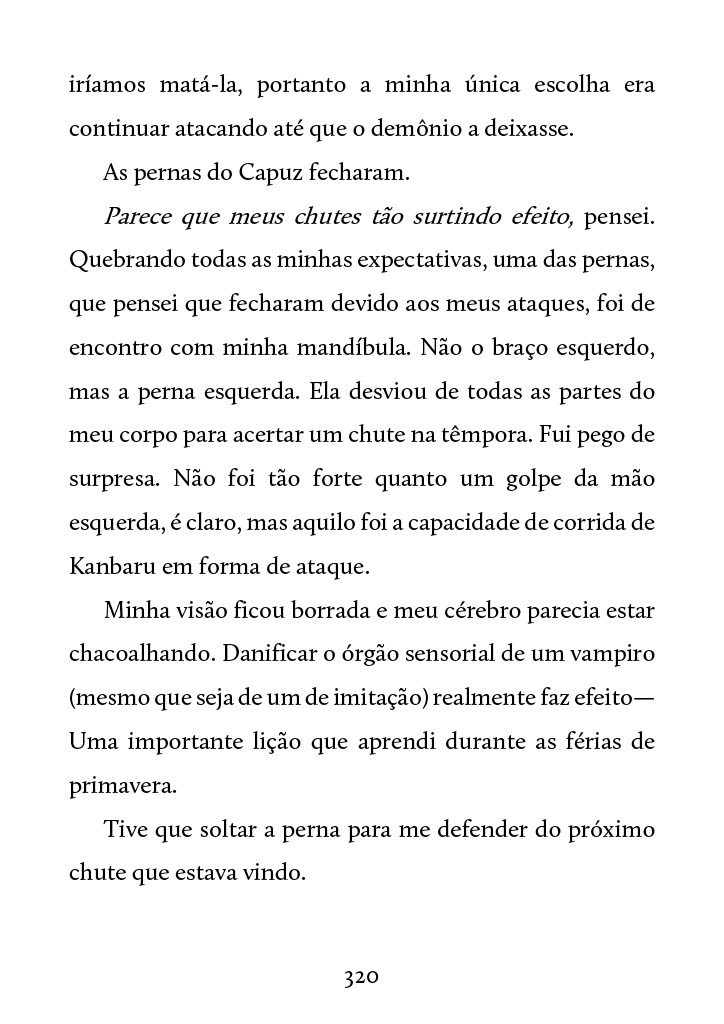 iríamos matá-la, portanto a minha única escolha era
continuar atacando até que o demônio a deixasse.
As pernas do Capuz fecharam.
Parece que meus chutes tão surtindo efeito, pensei.
Quebrando todas as minhas expectativas, uma das pernas,
que pensei que fecharam devido aos meus ataques, foi de
encontro com minha mandíbula. Não o braço esquerdo,
mas a perna esquerda. Ela desviou de todas as partes do
meu corpo para acertar um chute na têmpora. Fui pego de
surpresa. Não foi tão forte quanto um golpe da mão
esquerda, é claro, mas aquilo foi a capacidade de corrida de
Kanbaru em forma de ataque.
Minha visão ficou borrada e meu cérebro parecia estar
chacoalhando. Danificar o órgão sensorial de um vampiro
(mesmo que seja de um de imitação) realmente faz efeito—
Uma importante lição que aprendi durante as férias de
primavera.
Tive que soltar a perna para me defender do próximo
chute que estava vindo.
320